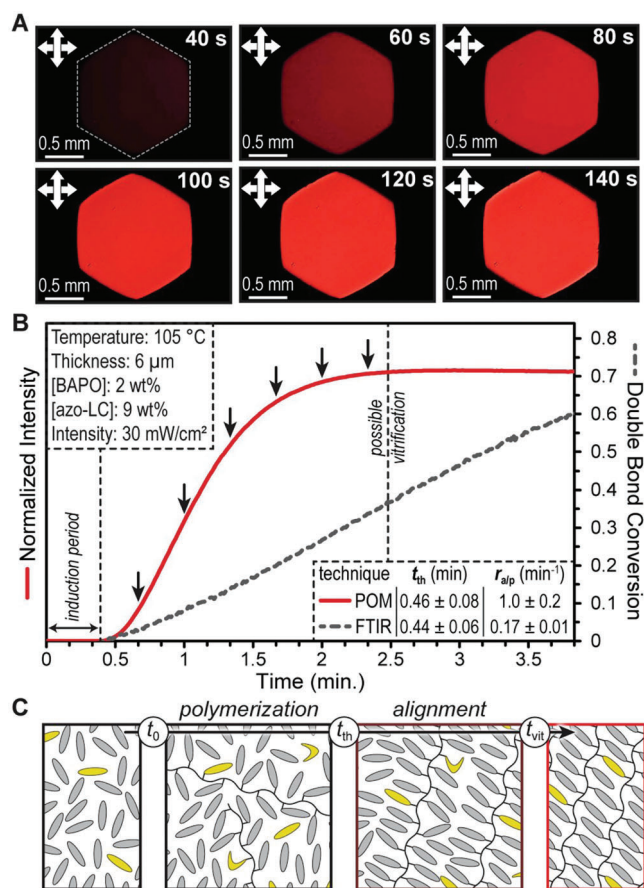 A
40 s
60 s
80 s
0.5 mm
0.5 mm
0.5 mm
100 s
120 s
140 s
0.5 mm
0.5 mm
0.5 mm
B
Temperature: 105 °C
Thickness: 6 µm
[BAPO]: 2 wt%
[azo-LC]: 9 wt%
Intensity: 30 mW/cm²
Normalized Intensity
induction period
possible
vitrification
0.8
0.7
0.6
0.5
0.4
0.3
0.2
0.1
0
Double Bond
Conversion
technique t_th (min) r_a/p (min⁻¹)
POM 0.46 ± 0.08 1.0 ± 0.2
FTIR 0.44 ± 0.06 0.17 ± 0.01
0 0.5 1.0 1.5 2.0 2.5 3.0 3.5
Time (min.)
C
polymerization alignment
t_0 t_th t_vit